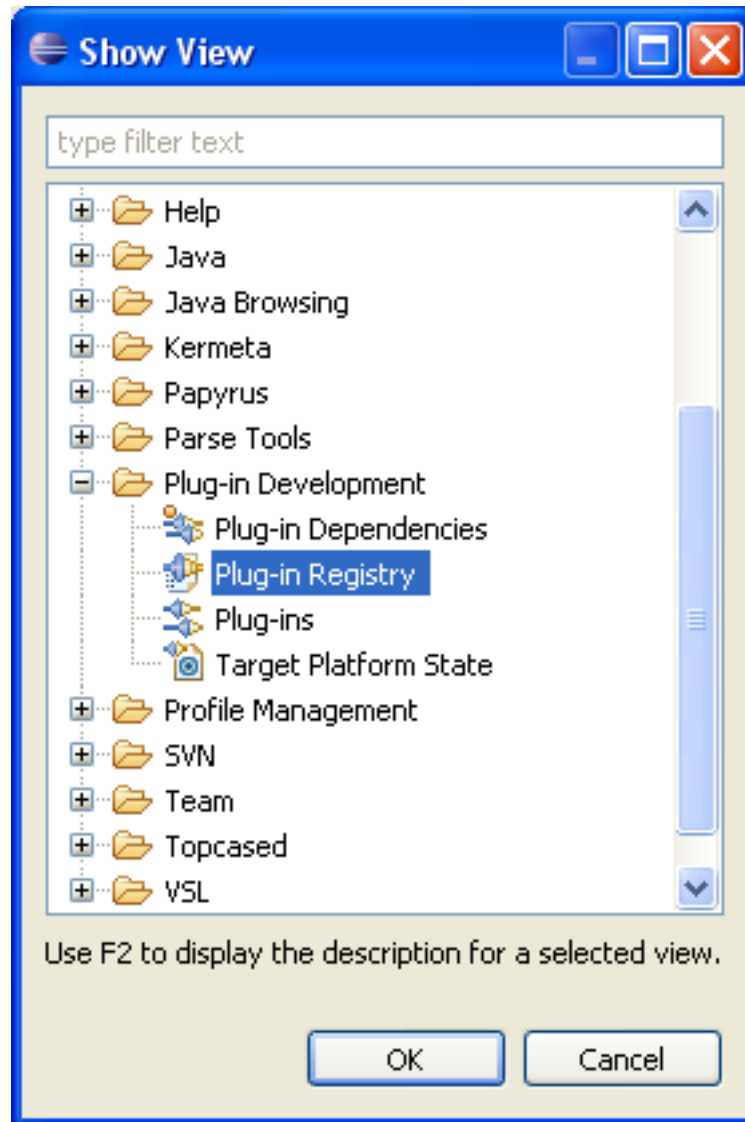 Show View
type filter text
Help
Java
Java Browsing
Kermeta
Papyrus
Parse Tools
Plug-in Development
Plug-in Dependencies
Plug-in Registry
Plug-ins
Target Platform State
Profile Management
SVN
Team
Topcased
VSL
Use F2 to display the description for a selected view.
OK Cancel